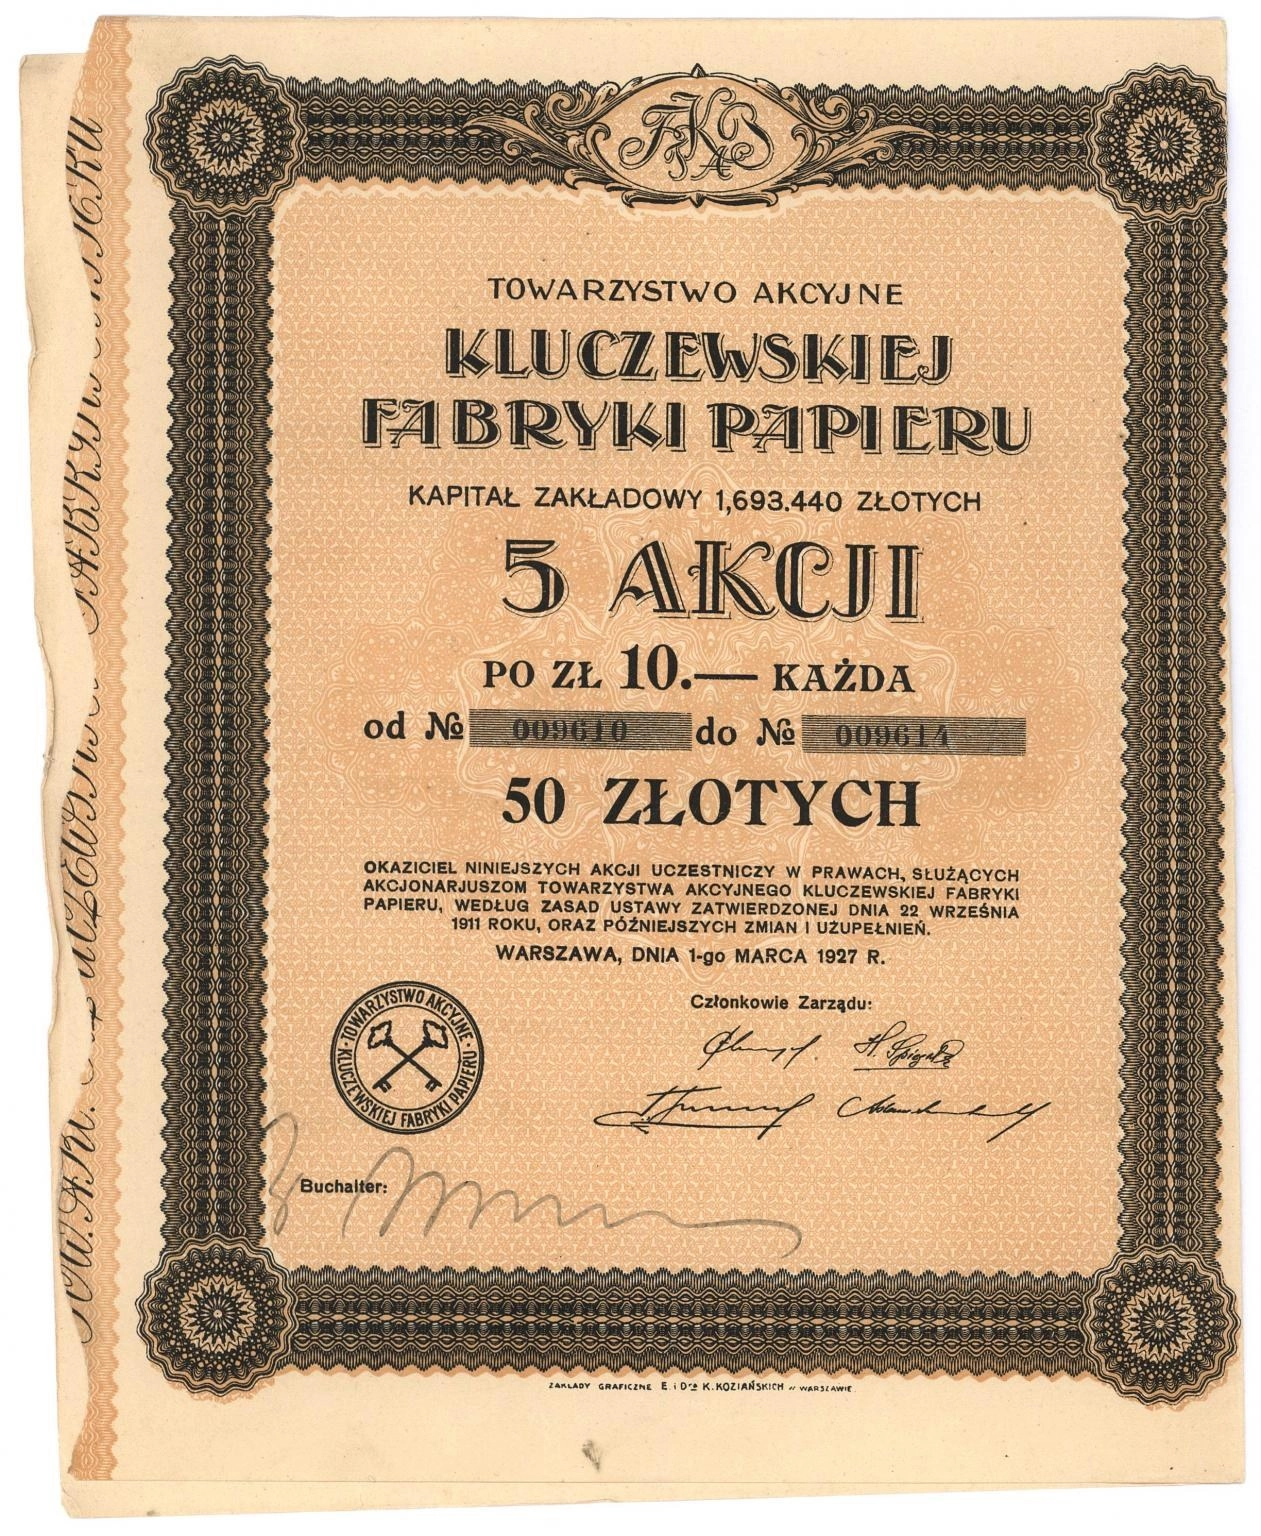 TOWARZYSTWO AKCYJNE
KLUCZEWSKIEJ
FABRYKI PAPIERU
KAPITAŁ ZAKŁADOWY 1,693.440 ZŁOTYCH
5 AKCJI
PO ZŁ 10.— KAŻDA
od № 009610 do № 009614
50 ZŁOTYCH
OKAZICIEL NINIEJSZYCH AKCJI UCZESTNICZY W PRAWACH, SŁUŻĄCYCH
AKCJONARJUSZOM TOWARZYSTWA AKCYJNEGO KLUCZEWSKIEJ FABRYKI
PAPIERU, WEDŁUG ZASAD USTAWY ZATWIERDZONEJ DNIA 22 WRZEŚNIA
1911 ROKU, ORAZ PÓŹNIEJSZYCH ZMIAN I UZUPEŁNIEŃ.
WARSZAWA, DNIA 1-go MARCA 1927 R.
Członkowie Zarządu:
TOWARZYSTWO AKCYJNE
KLUCZEWSKIEJ FABRYKI PAPIERU
Buchalter:
ZAKŁADY GRAFICZNE E. i Dra K. KOZIAŃSKICH w WARSZAWIE.